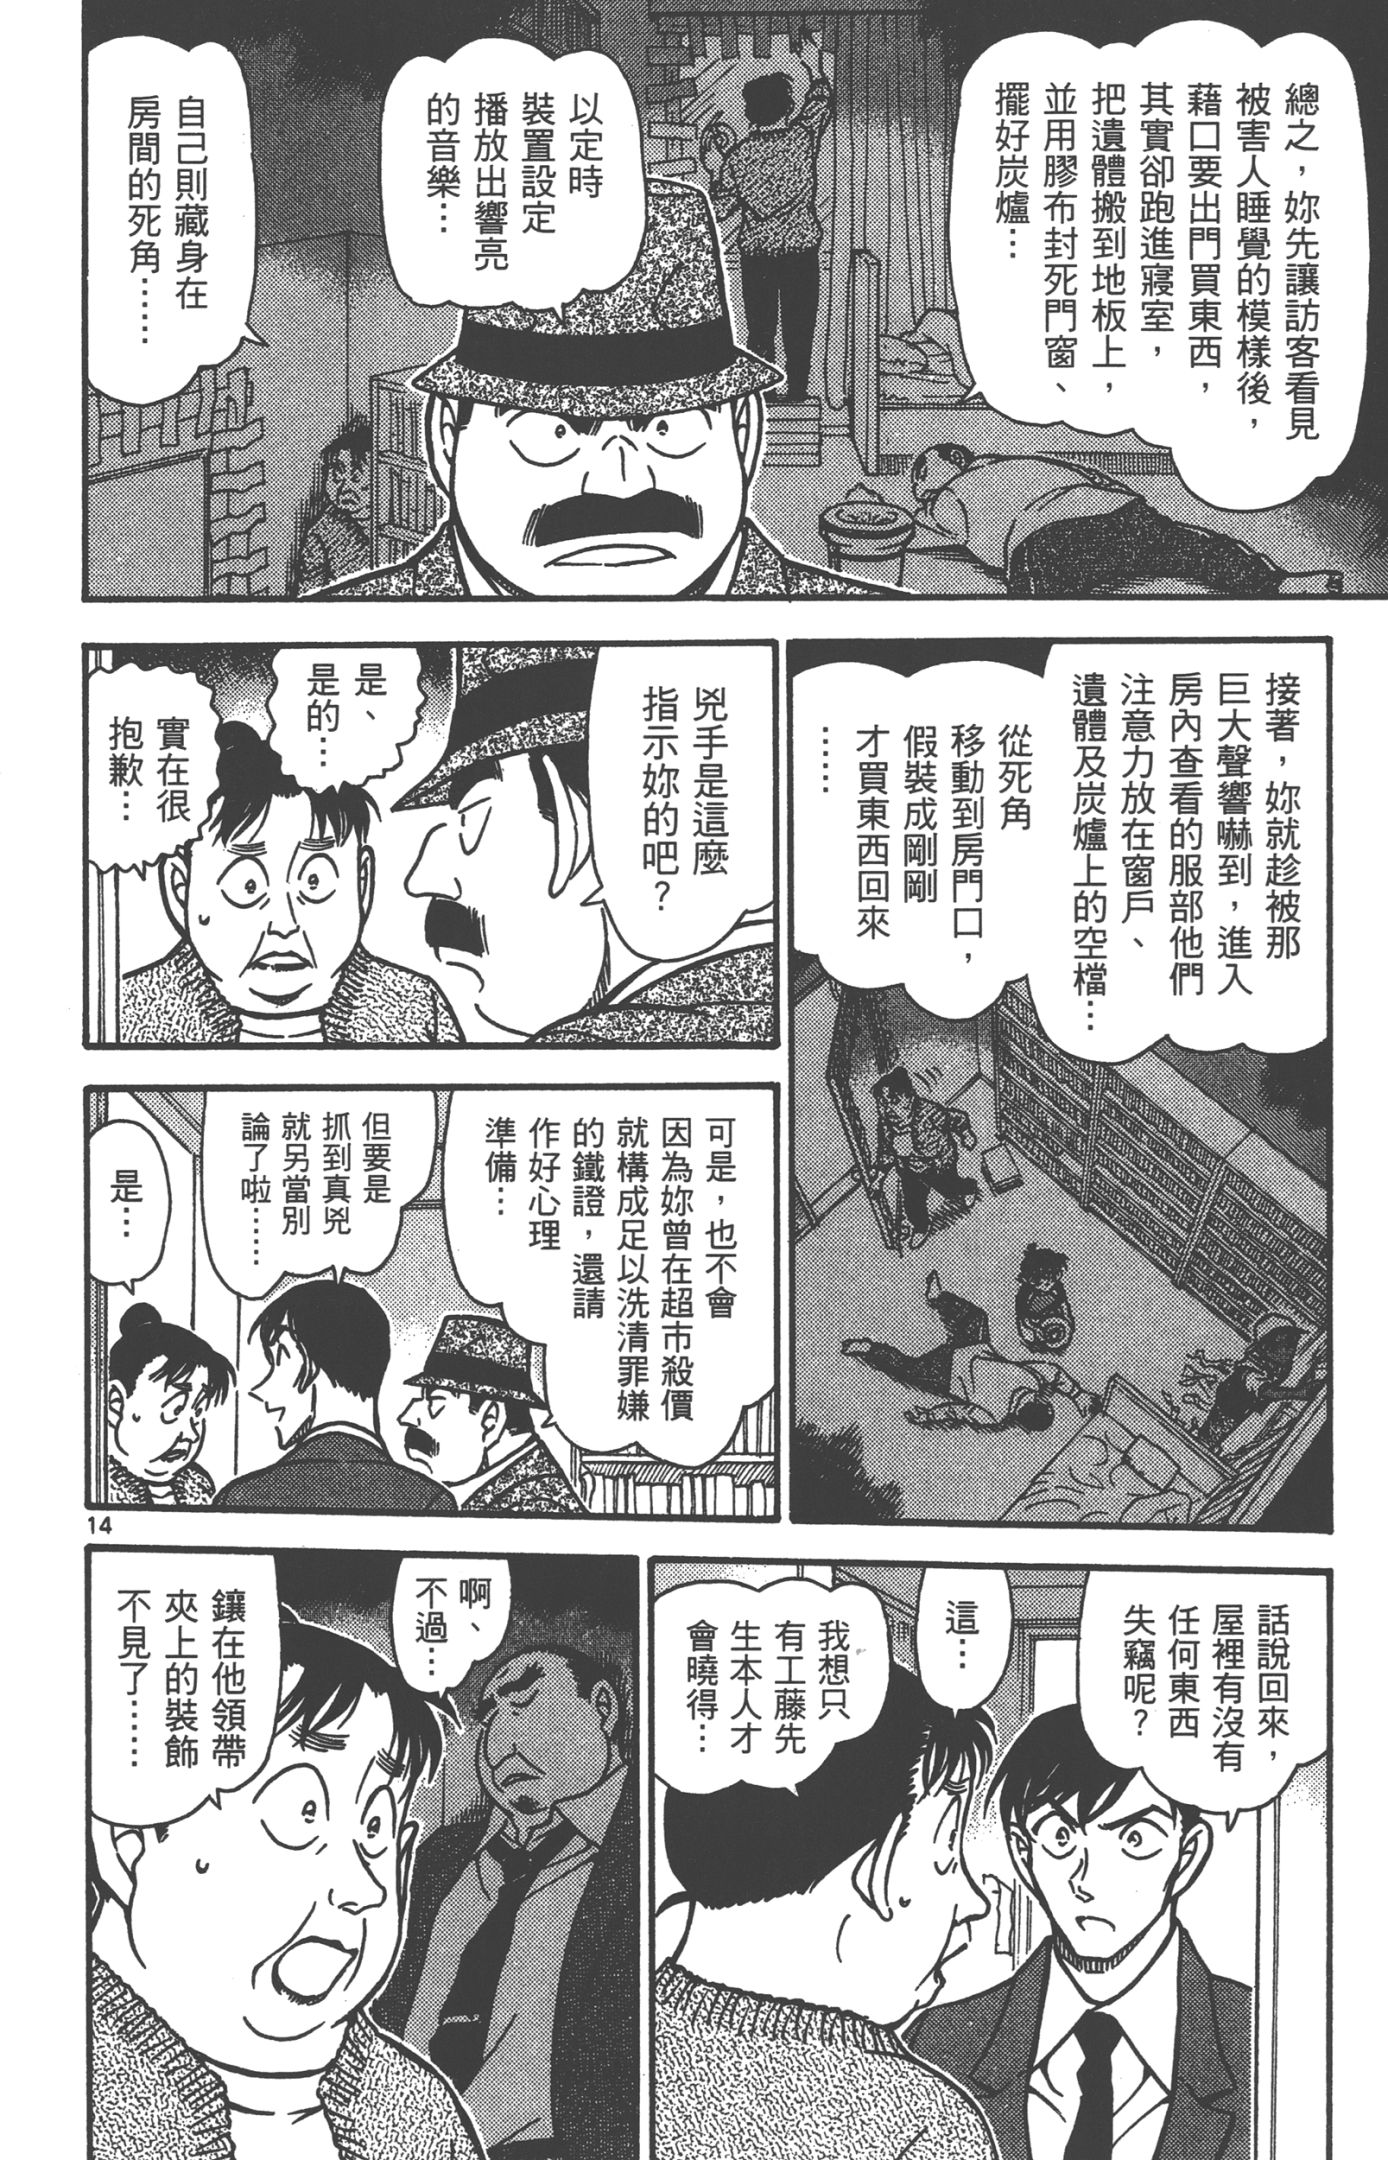 總之，妳先讓訪客看見
被害人睡覺的模樣後，
藉口要出門買東西，
其實卻跑進寢室，
把遺體搬到地板上，
並用膠布封死門窗、
擺好炭爐…
以定時
裝置設定
播放出響亮
的音樂…
自己則藏身在
房間的死角……
接著，妳就趁被那
巨大聲響嚇到，進入
房內查看的服部他們
注意力放在窗戶、
遺體及炭爐上的空檔…
從死角
移動到房門口，
假裝成剛剛
才買東西回來
……
兇手是這麼
指示妳的吧？
是、
是的…
實在很
抱歉…
可是，也不會
因為妳曾在超市殺價
就構成足以洗清罪嫌
的鐵證，還請
作好心理
準備…
但要是
抓到真兇
就另當別
論了啦……
是…
14
話說回來，
屋裡有沒有
任何東西
失竊呢？
這…
我想只
有工藤先
生本人才
會曉得…
啊、
不過…
鑲在他領帶
夾上的裝飾
不見了……